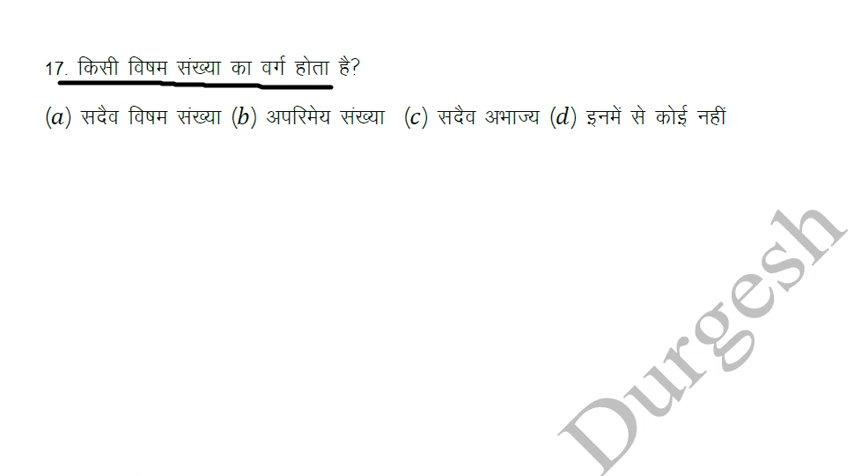 17. किसी विषम संख्या का वर्ग होता है?
(a) सदैव विषम संख्या (b) अपरिमेय संख्या (c) सदैव अभाज्य (d) इनमें से कोई नहीं
Durgesh